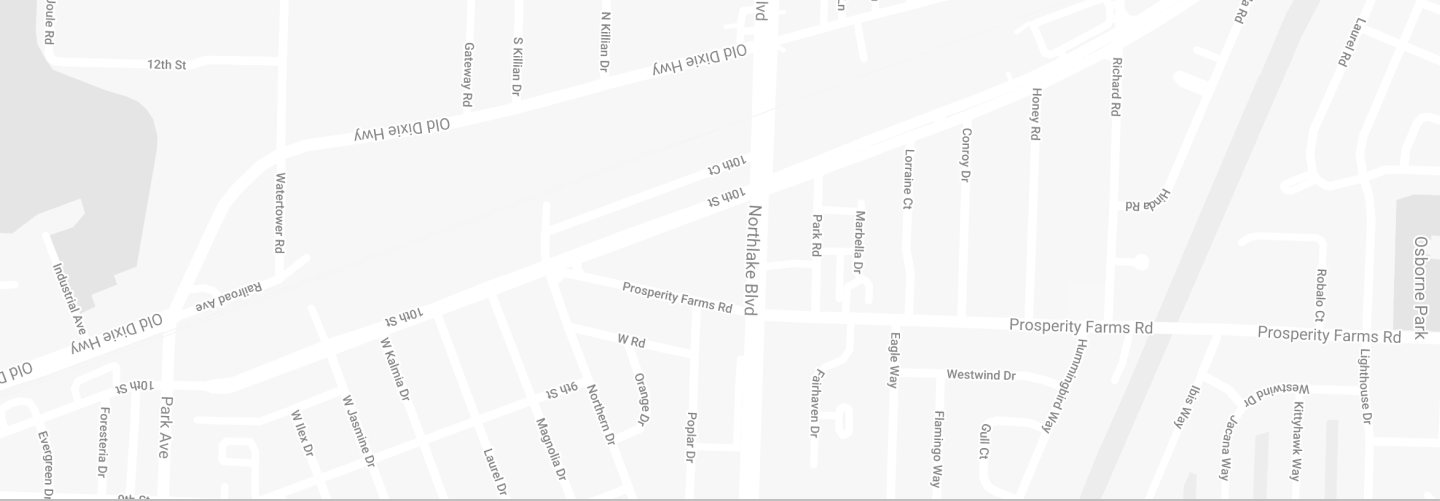 Joule Rd
12th St
Gateway Rd
S Killian Dr
N Killian Dr
Old Dixie Hwy
lvd
Ln
Laurel Rd
Richard Rd
Honey Rd
Conroy Dr
Lorraine Ct
Old Dixie Hwy
10th Ct
10th St
Watertower Rd
Hinda Rd
Northlake Blvd
Park Rd
Marbella Dr
Osborne Park
Industrial Ave
Railroad Ave
Prosperity Farms Rd
Robalo Ct
Old Dixie Hwy
10th St
Prosperity Farms Rd
Prosperity Farms Rd
Old D
W Rd
W Kalmia Dr
Eagle Way
Westwind Dr
Hummingbird Way
Lighthouse Dr
10th St
9th St
Orange Dr
Northern Dr
Fairhaven Dr
Ibis Way
Westwind Dr
Park Ave
Foresteria Dr
Evergreen Dr
W Ilex Dr
W Jasmine Dr
Laurel Dr
Magnolia Dr
Poplar Dr
Flamingo Way
Gull Ct
Jacana Way
Kittyhawk Way